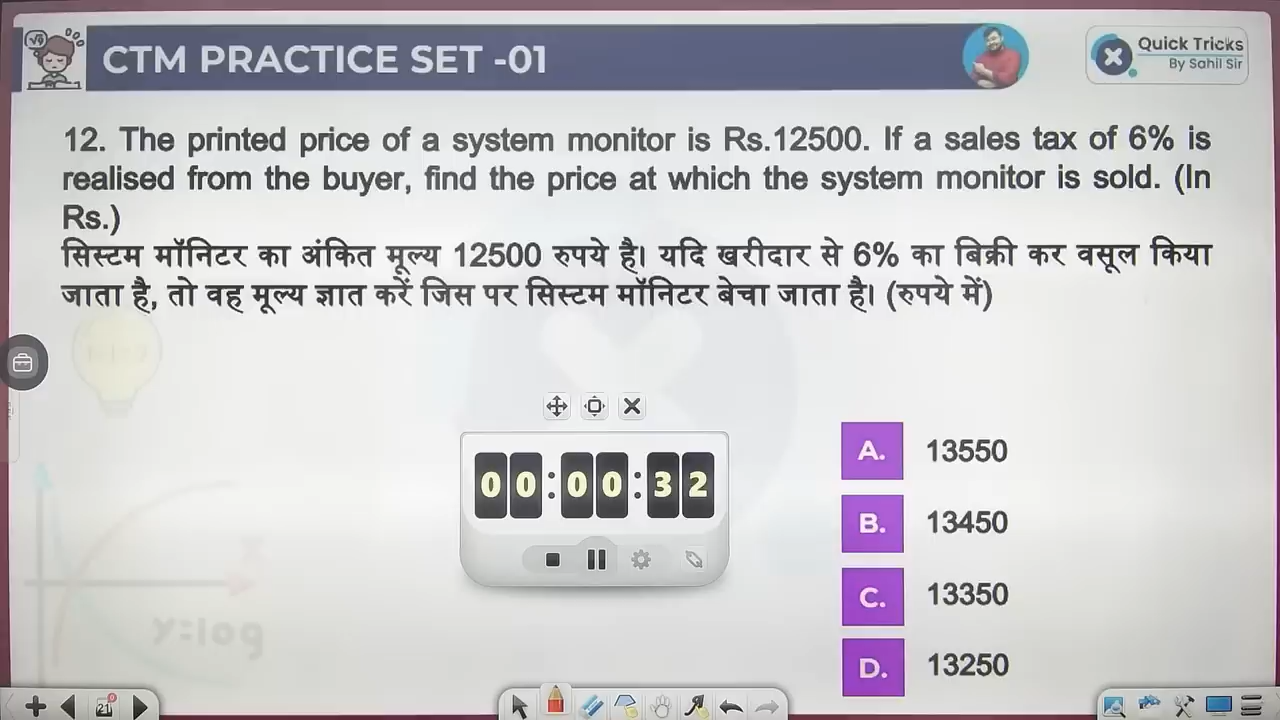 CTM PRACTICE SET -01
Quick Tricks
By Sahil Sir
12. The printed price of a system monitor is Rs.12500. If a sales tax of 6% is
realised from the buyer, find the price at which the system monitor is sold. (In
Rs.)
सिस्टम मॉनिटर का अंकित मूल्य 12500 रुपये है। यदि खरीदार से 6% का बिक्री कर वसूल किया
जाता है, तो वह मूल्य ज्ञात करें जिस पर सिस्टम मॉनिटर बेचा जाता है। (रुपये में)
00:00:32
A. 13550
B. 13450
C. 13350
D. 13250
y=log
21